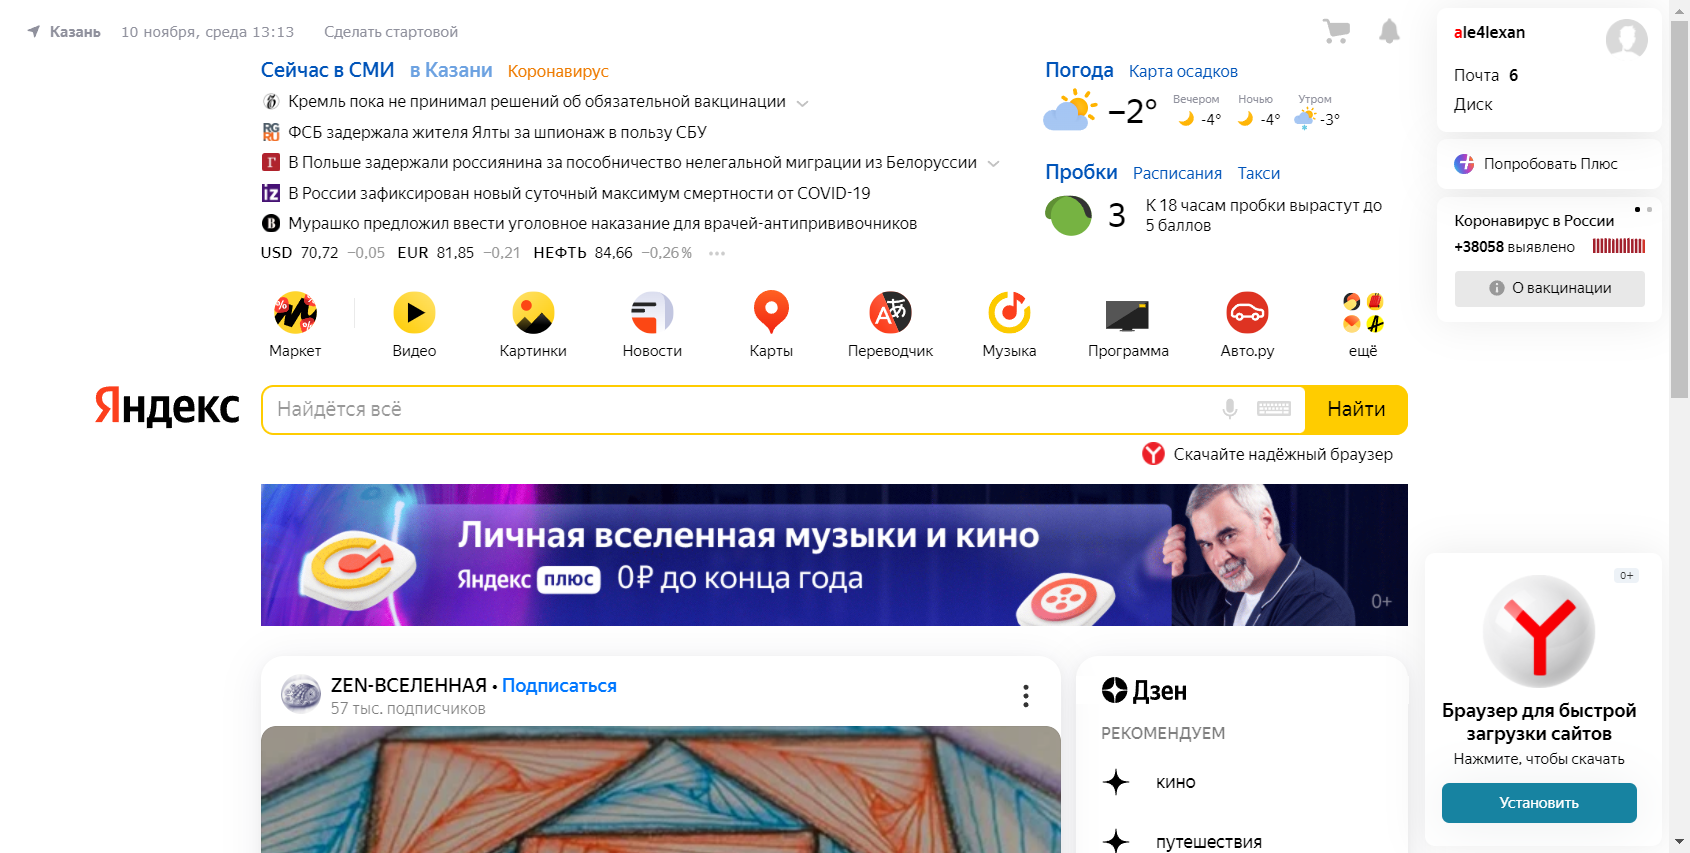 Казань 10 ноября, среда 13:13 Сделать стартовой
Сейчас в СМИ в Казани Коронавирус
Кремль пока не принимал решений об обязательной вакцинации
RG
RU
ФСБ задержала жителя Ялты за шпионаж в пользу СБУ
Г
В Польше задержали россиянина за пособничество нелегальной миграции из Белоруссии
iz
В России зафиксирован новый суточный максимум смертности от COVID-19
В
Мурашко предложил ввести уголовное наказание для врачей-антипрививочников
USD 70,72 −0,05 EUR 81,85 −0,21 НЕФТЬ 84,66 −0,26% •••
Погода Карта осадков
−2° Вечером -4° Ночью -4° Утром -3°
Пробки Расписания Такси
3 К 18 часам пробки вырастут до
5 баллов
ale4lexan
Почта 6
Диск
Попробовать Плюс
Коронавирус в России
+38058 выявлено
О вакцинации
Маркет Видео Картинки Новости Карты Переводчик Музыка Программа Авто.ру ещё
Яндекс Найдётся всё Найти
Скачайте надёжный браузер
Личная вселенная музыки и кино
Яндекс плюс 0₽ до конца года
0+
ZEN-ВСЕЛЕННАЯ • Подписаться
57 тыс. подписчиков
Дзен
РЕКОМЕНДУЕМ
кино
путешествия
0+
Браузер для быстрой
загрузки сайтов
Нажмите, чтобы скачать
Установить